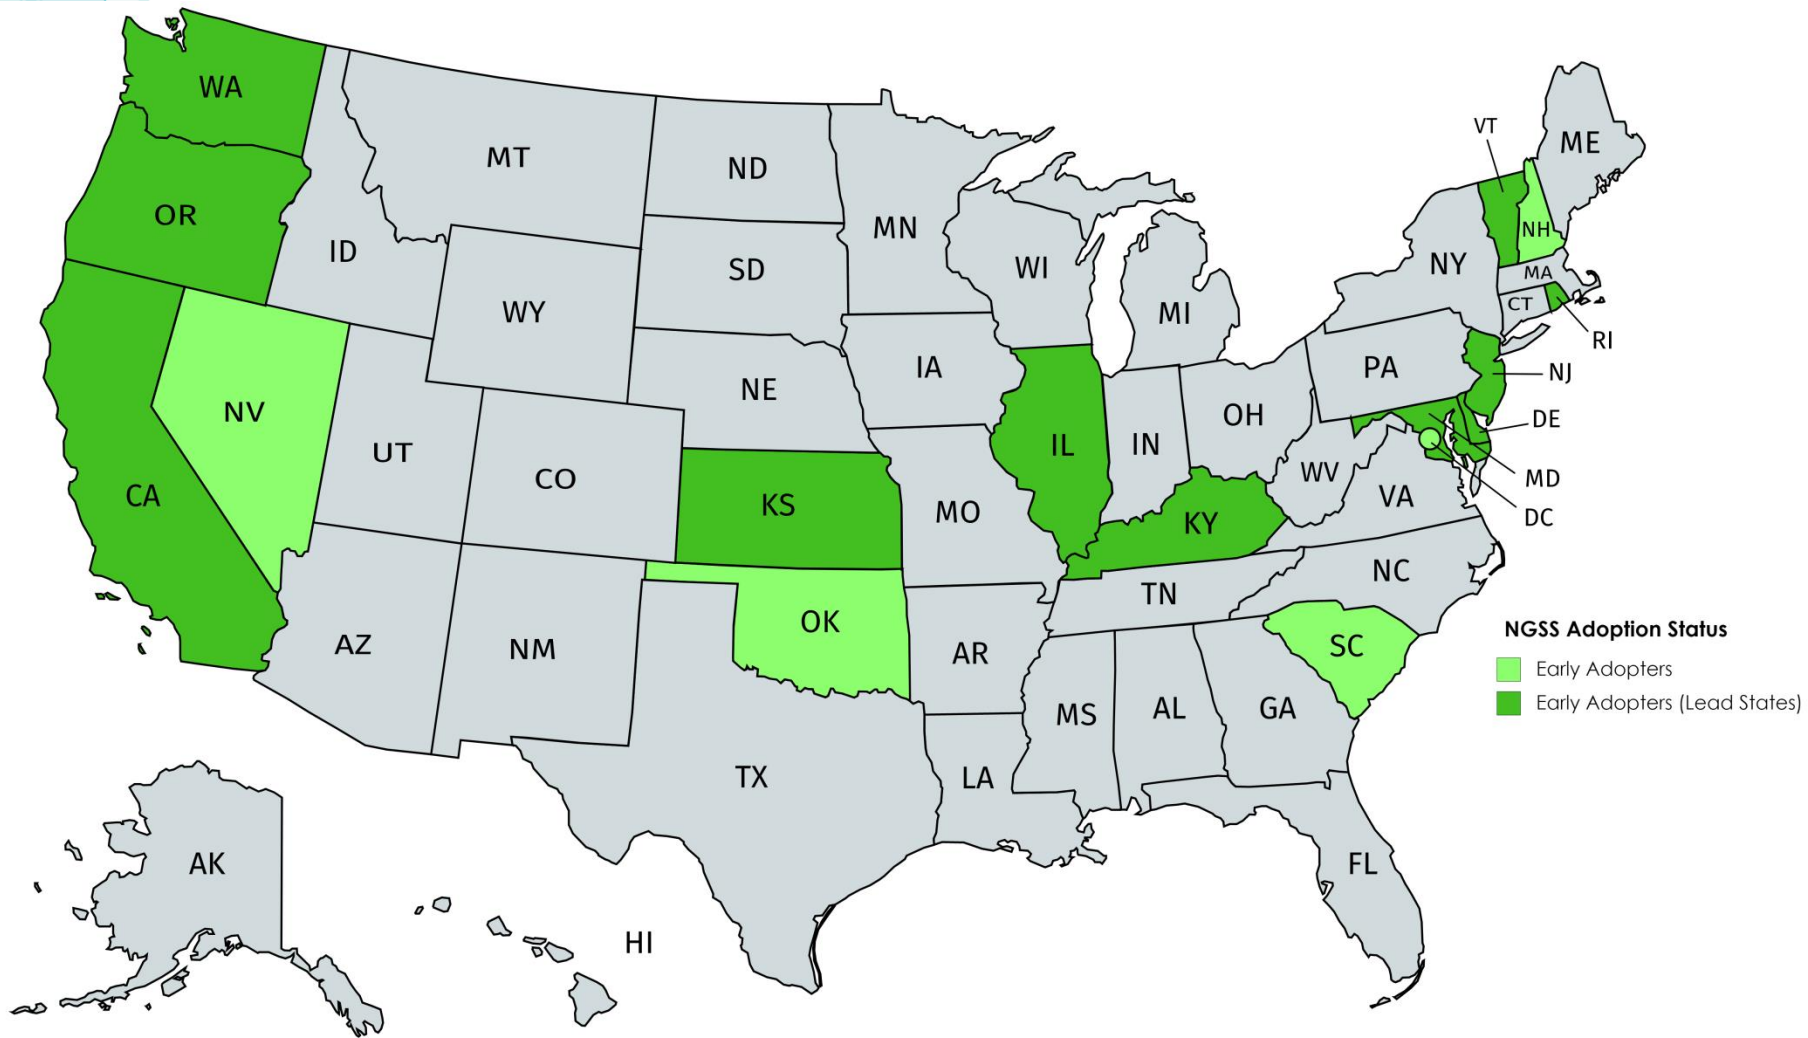 WA
MT
ND
MN
VT
ME
OR
ID
SD
WI
NY
NH
MA
CT
RI
WY
MI
NV
NE
IA
PA
NJ
UT
CO
IL
IN
OH
DE
CA
KS
MO
WV
VA
MD
KY
DC
AZ
NM
OK
AR
TN
NC
SC
NGSS Adoption Status
Early Adopters
Early Adopters (Lead States)
TX
LA
MS
AL
GA
AK
HI
FL